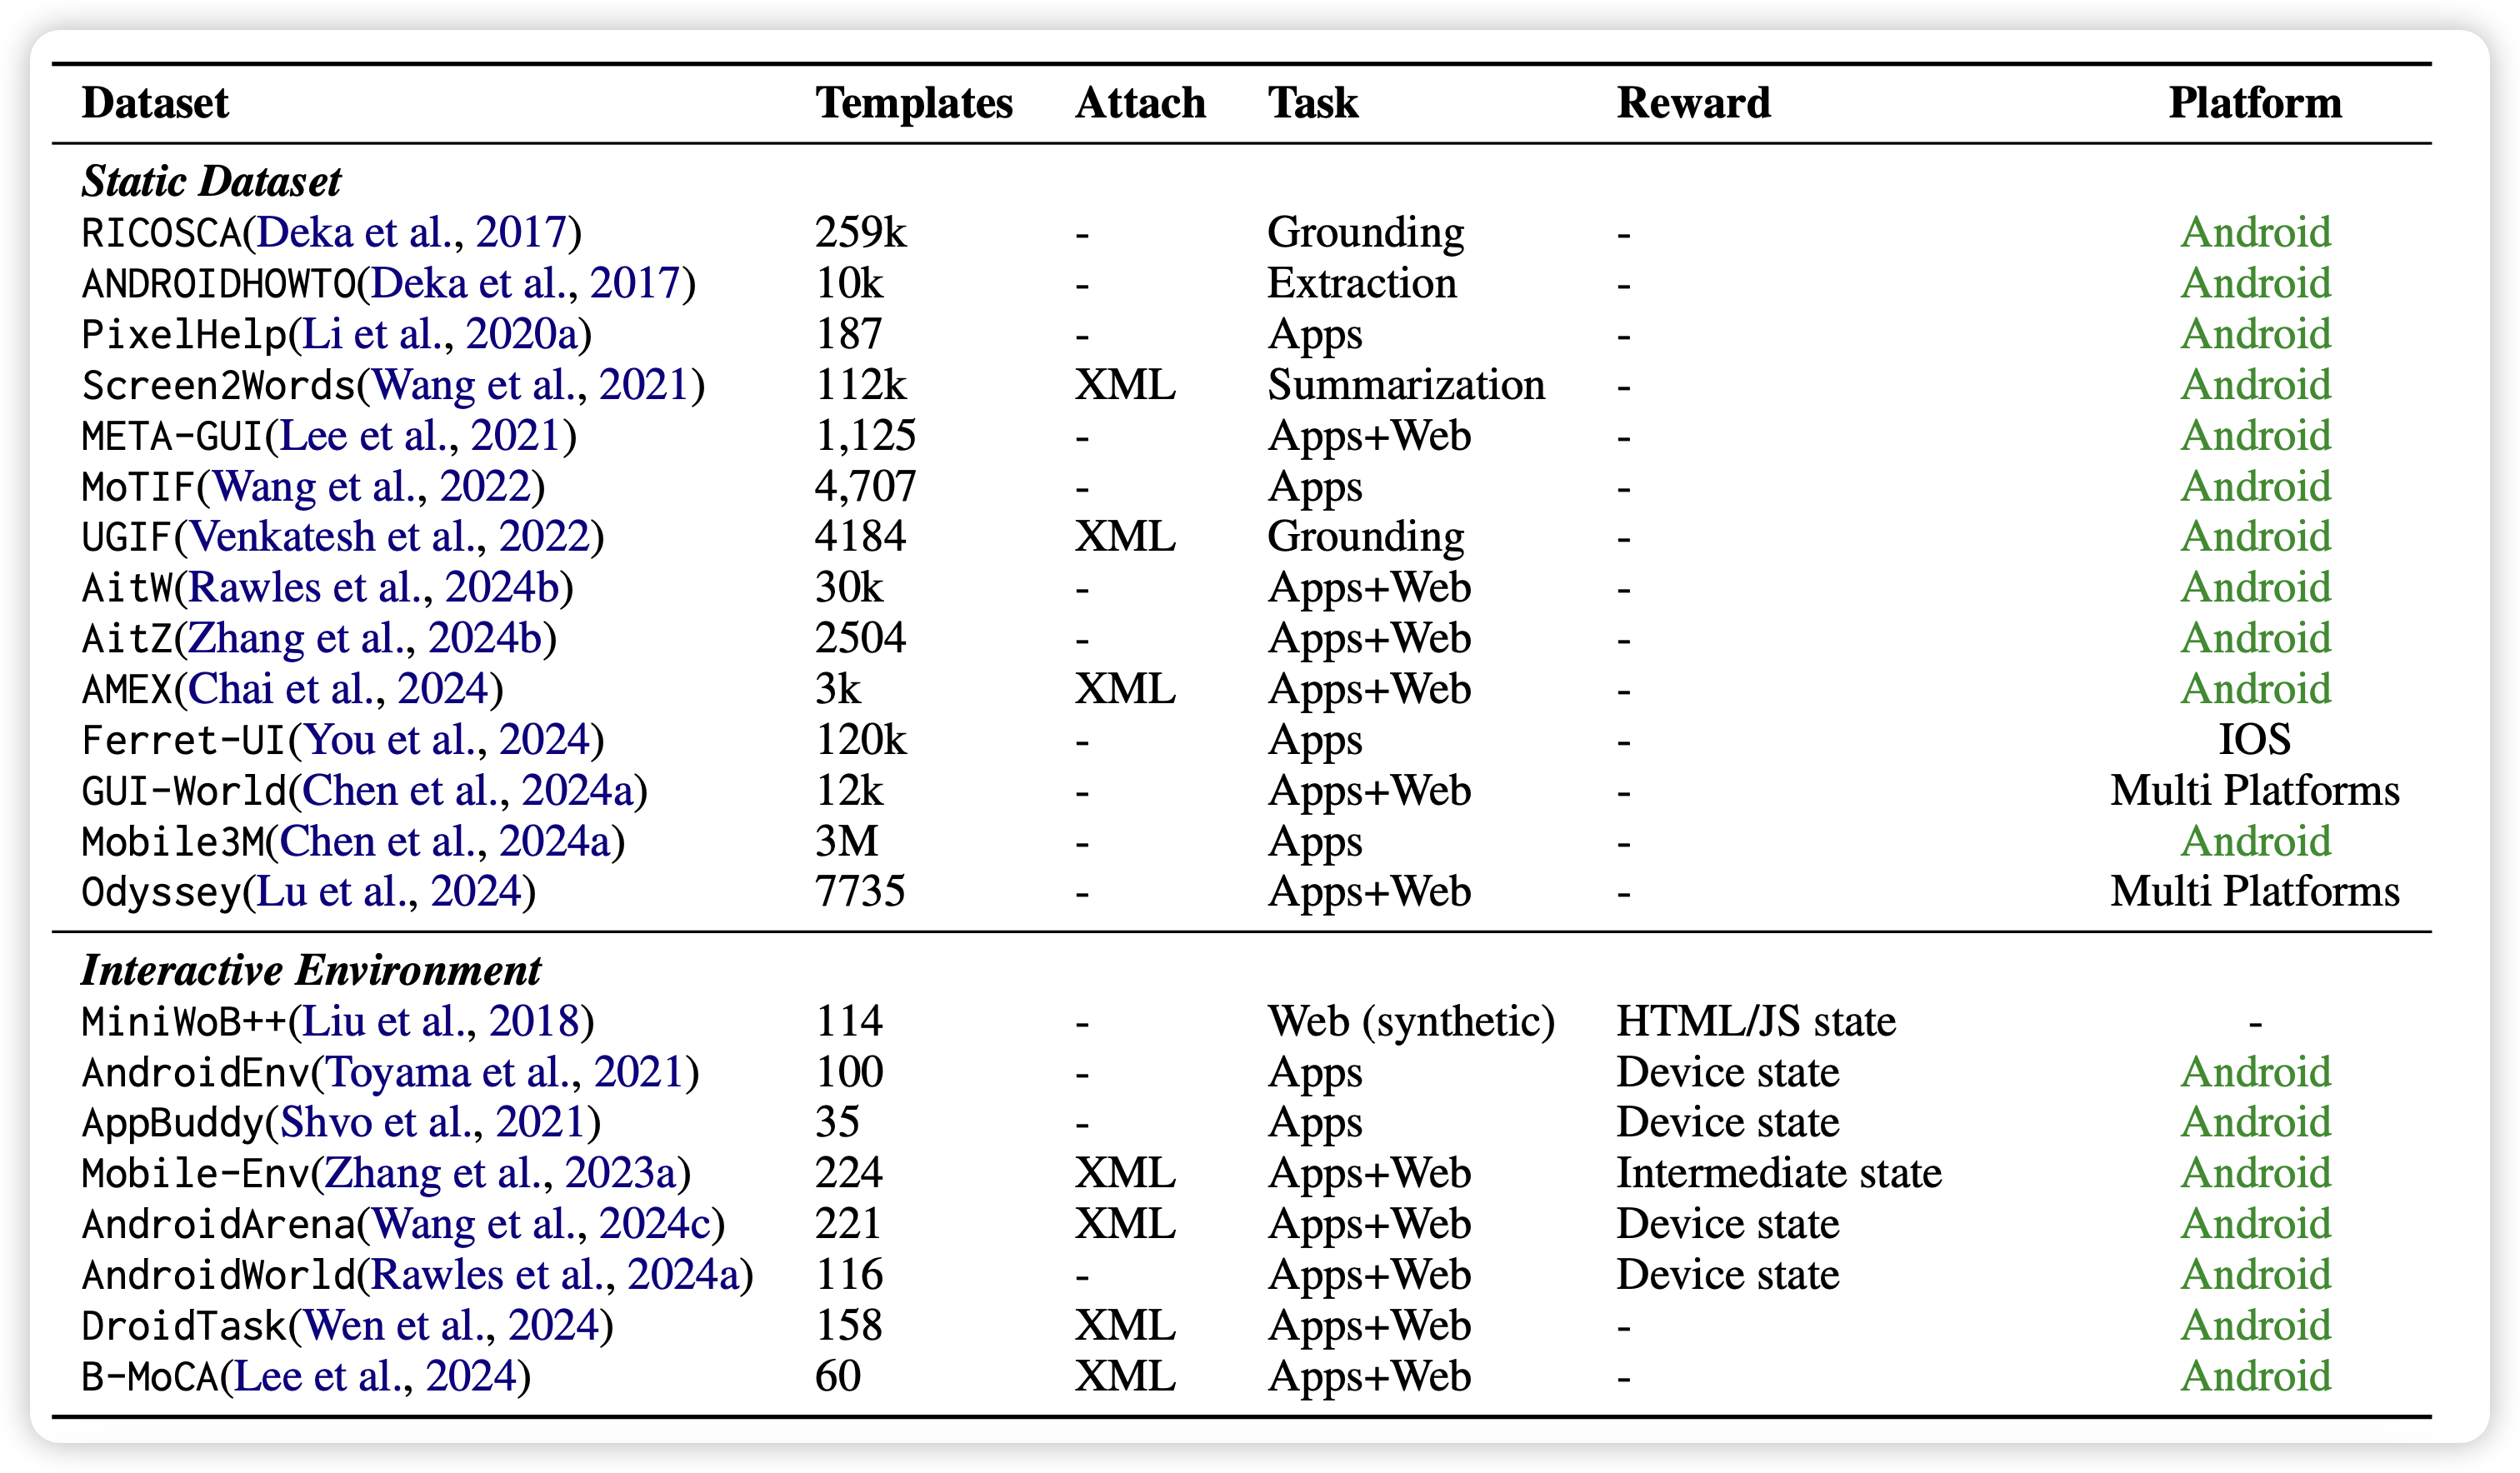 Dataset Templates Attach Task Reward Platform
Static Dataset
RICOSCA(Deka et al., 2017) 259k - Grounding - Android
ANDROIDHOWTO(Deka et al., 2017) 10k - Extraction - Android
PixelHelp(Li et al., 2020a) 187 - Apps - Android
Screen2Words(Wang et al., 2021) 112k XML Summarization - Android
META-GUI(Lee et al., 2021) 1,125 - Apps+Web - Android
MoTIF(Wang et al., 2022) 4,707 - Apps - Android
UGIF(Venkatesh et al., 2022) 4184 XML Grounding - Android
AitW(Rawles et al., 2024b) 30k - Apps+Web - Android
AitZ(Zhang et al., 2024b) 2504 - Apps+Web - Android
AMEX(Chai et al., 2024) 3k XML Apps+Web - Android
Ferret-UI(You et al., 2024) 120k - Apps - IOS
GUI-World(Chen et al., 2024a) 12k - Apps+Web - Multi Platforms
Mobile3M(Chen et al., 2024a) 3M - Apps - Android
Odyssey(Lu et al., 2024) 7735 - Apps+Web - Multi Platforms
Interactive Environment
MiniWoB++(Liu et al., 2018) 114 - Web (synthetic) HTML/JS state -
AndroidEnv(Toyama et al., 2021) 100 - Apps Device state Android
AppBuddy(Shvo et al., 2021) 35 - Apps Device state Android
Mobile-Env(Zhang et al., 2023a) 224 XML Apps+Web Intermediate state Android
AndroidArena(Wang et al., 2024c) 221 XML Apps+Web Device state Android
AndroidWorld(Rawles et al., 2024a) 116 - Apps+Web Device state Android
DroidTask(Wen et al., 2024) 158 XML Apps+Web - Android
B-MoCA(Lee et al., 2024) 60 XML Apps+Web - Android